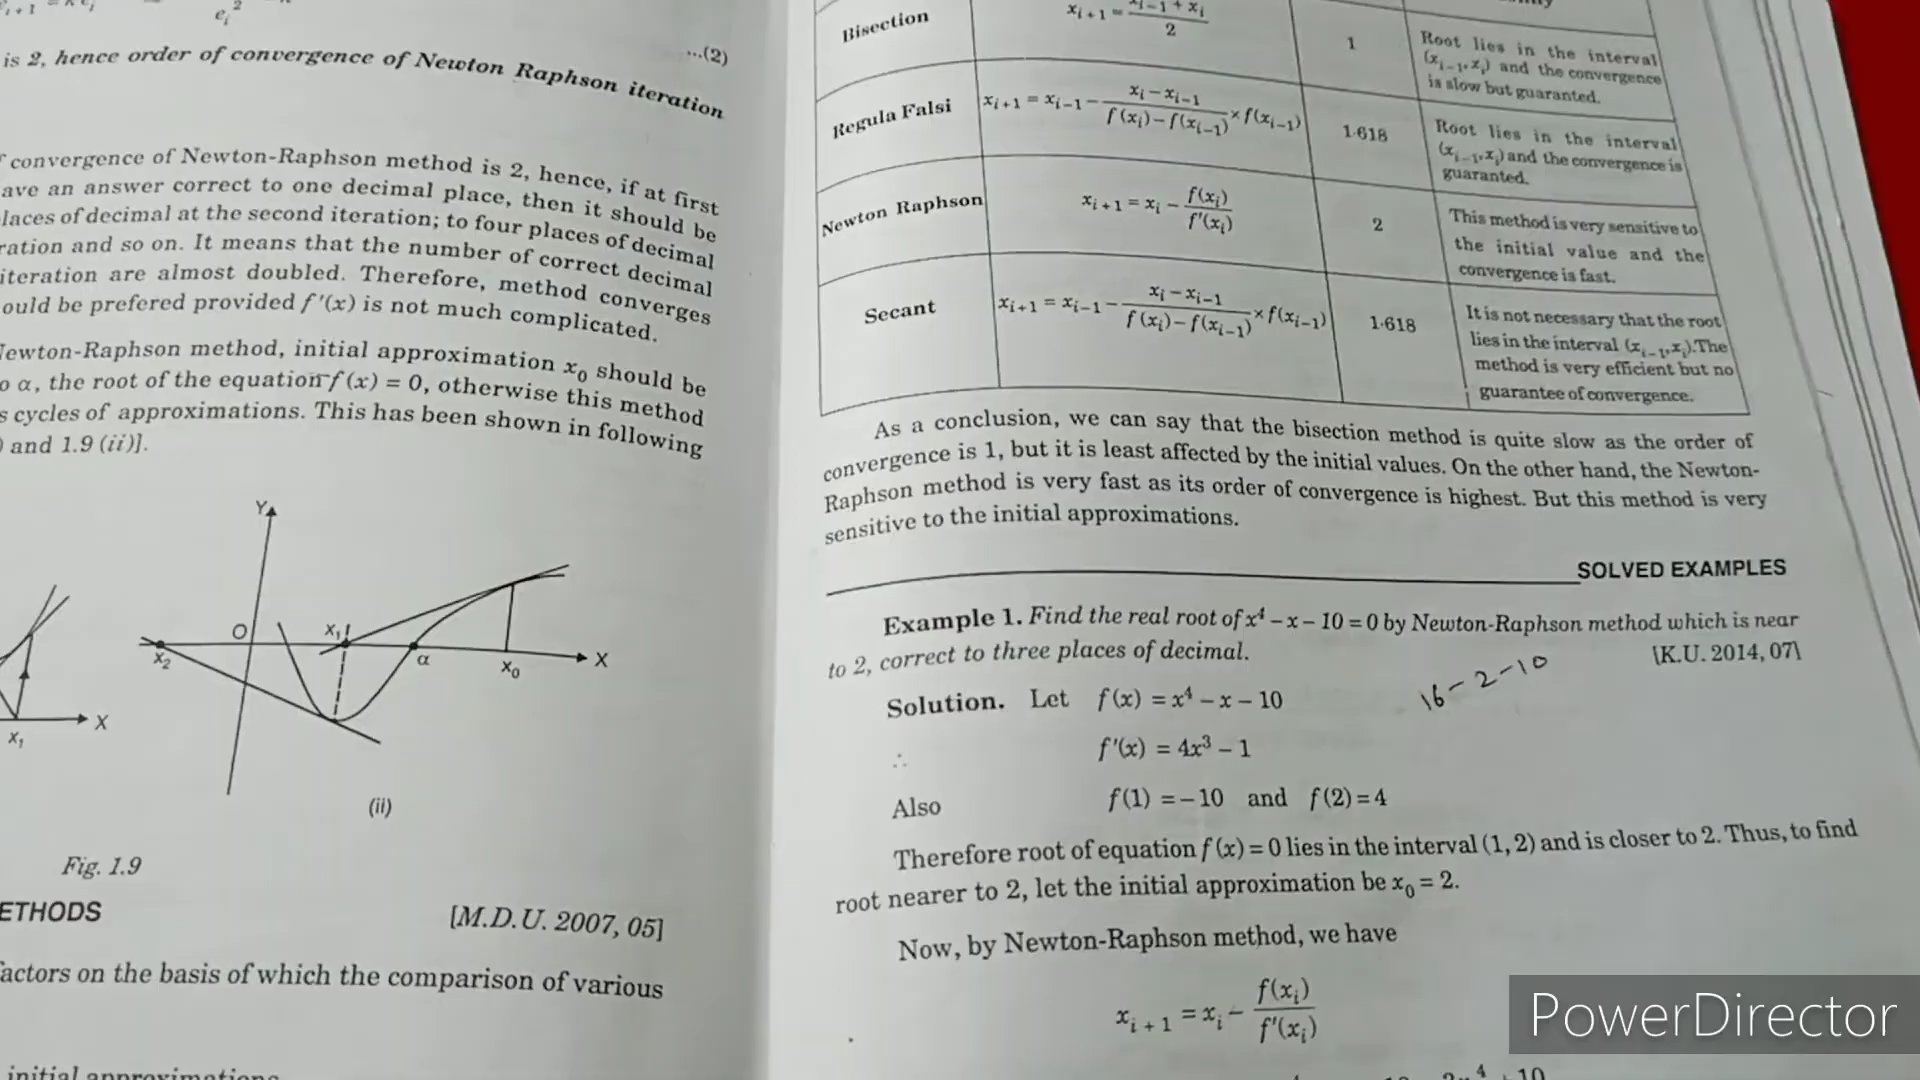 is 2, hence order of convergence of Newton Raphson iteration
...(2)
convergence of Newton-Raphson method is 2, hence, if at first
ave an answer correct to one decimal place, then it should be
laces of decimal at the second iteration; to four places of decimal
ration and so on. It means that the number of correct decimal
iteration are almost doubled. Therefore, method converges
ould be prefered provided f'(x) is not much complicated.
Newton-Raphson method, initial approximation x₀ should be
o α, the root of the equation f(x) = 0, otherwise this method
s cycles of approximations. This has been shown in following
) and 1.9 (ii)].
Y
O
x₁
x₂
α
x₀
X
x₁
X
(ii)
Fig. 1.9
ETHODS
[M.D.U. 2007, 05]
actors on the basis of which the comparison of various
initial approximations
Bisection
xᵢ₊₁ = (xᵢ₋₁ + xᵢ)/2
1
Root lies in the interval
(xᵢ₋₁, xᵢ) and the convergence
is slow but guaranted.
Regula Falsi
xᵢ₊₁ = xᵢ₋₁ − (xᵢ − xᵢ₋₁)/(f(xᵢ) − f(xᵢ₋₁)) × f(xᵢ₋₁)
1·618
Root lies in the interval
(xᵢ₋₁, xᵢ) and the convergence is
guaranted.
Newton Raphson
xᵢ₊₁ = xᵢ − f(xᵢ)/f'(xᵢ)
2
This method is very sensitive to
the initial value and the
convergence is fast.
Secant
xᵢ₊₁ = xᵢ₋₁ − (xᵢ − xᵢ₋₁)/(f(xᵢ) − f(xᵢ₋₁)) × f(xᵢ₋₁)
1·618
It is not necessary that the root
lies in the interval (xᵢ₋₁, xᵢ).The
method is very efficient but no
guarantee of convergence.
As a conclusion, we can say that the bisection method is quite slow as the order of
convergence is 1, but it is least affected by the initial values. On the other hand, the Newton-
Raphson method is very fast as its order of convergence is highest. But this method is very
sensitive to the initial approximations.
SOLVED EXAMPLES
Example 1. Find the real root of x⁴ – x – 10 = 0 by Newton-Raphson method which is near
to 2, correct to three places of decimal.
[K.U. 2014, 07]
16-2-10
Solution. Let f(x) = x⁴ – x – 10
∴ f'(x) = 4x³ – 1
Also f(1) = – 10 and f(2) = 4
Therefore root of equation f(x) = 0 lies in the interval (1, 2) and is closer to 2. Thus, to find
root nearer to 2, let the initial approximation be x₀ = 2.
Now, by Newton-Raphson method, we have
xᵢ₊₁ = xᵢ − f(xᵢ)/f'(xᵢ)
PowerDirector